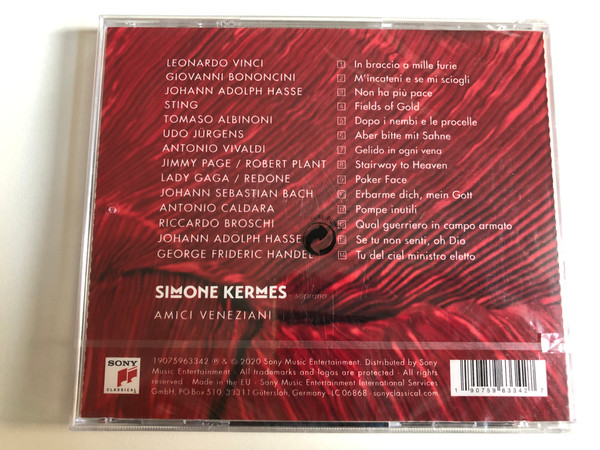 LEONARDO VINCI 1 In braccio a mille furie
GIOVANNI BONONCINI 2 M'incateni e se mi sciogli
JOHANN ADOLPH HASSE 3 Non ha più pace
STING 4 Fields of Gold
TOMASO ALBINONI 5 Dopo i nembi e le procelle
UDO JÜRGENS 6 Aber bitte mit Sahne
ANTONIO VIVALDI 7 Gelido in ogni vena
JIMMY PAGE / ROBERT PLANT 8 Stairway to Heaven
LADY GAGA / REDONE 9 Poker Face
JOHANN SEBASTIAN BACH 10 Erbarme dich, mein Gott
ANTONIO CALDARA 11 Pompe inutili
RICCARDO BROSCHI 12 Qual guerriero in campo armato
JOHANN ADOLPH HASSE 13 Se tu non senti, oh Dio
GEORGE FRIDERIC HANDEL 14 Tu del ciel ministro eletto
SIMONE KERMES soprano
AMICI VENEZIANI
SONY
CLASSICAL
19075963342 ℗ & © 2020 Sony Music Entertainment. Distributed by Sony
Music Entertainment. All trademarks and logos are protected · All rights
reserved Made in the EU - Sony Music Entertainment International Services
GmbH, PO-Box 510, 33311 Gütersloh, Germany LC 06868 · sonyclassical.com
1 90759 63342 7